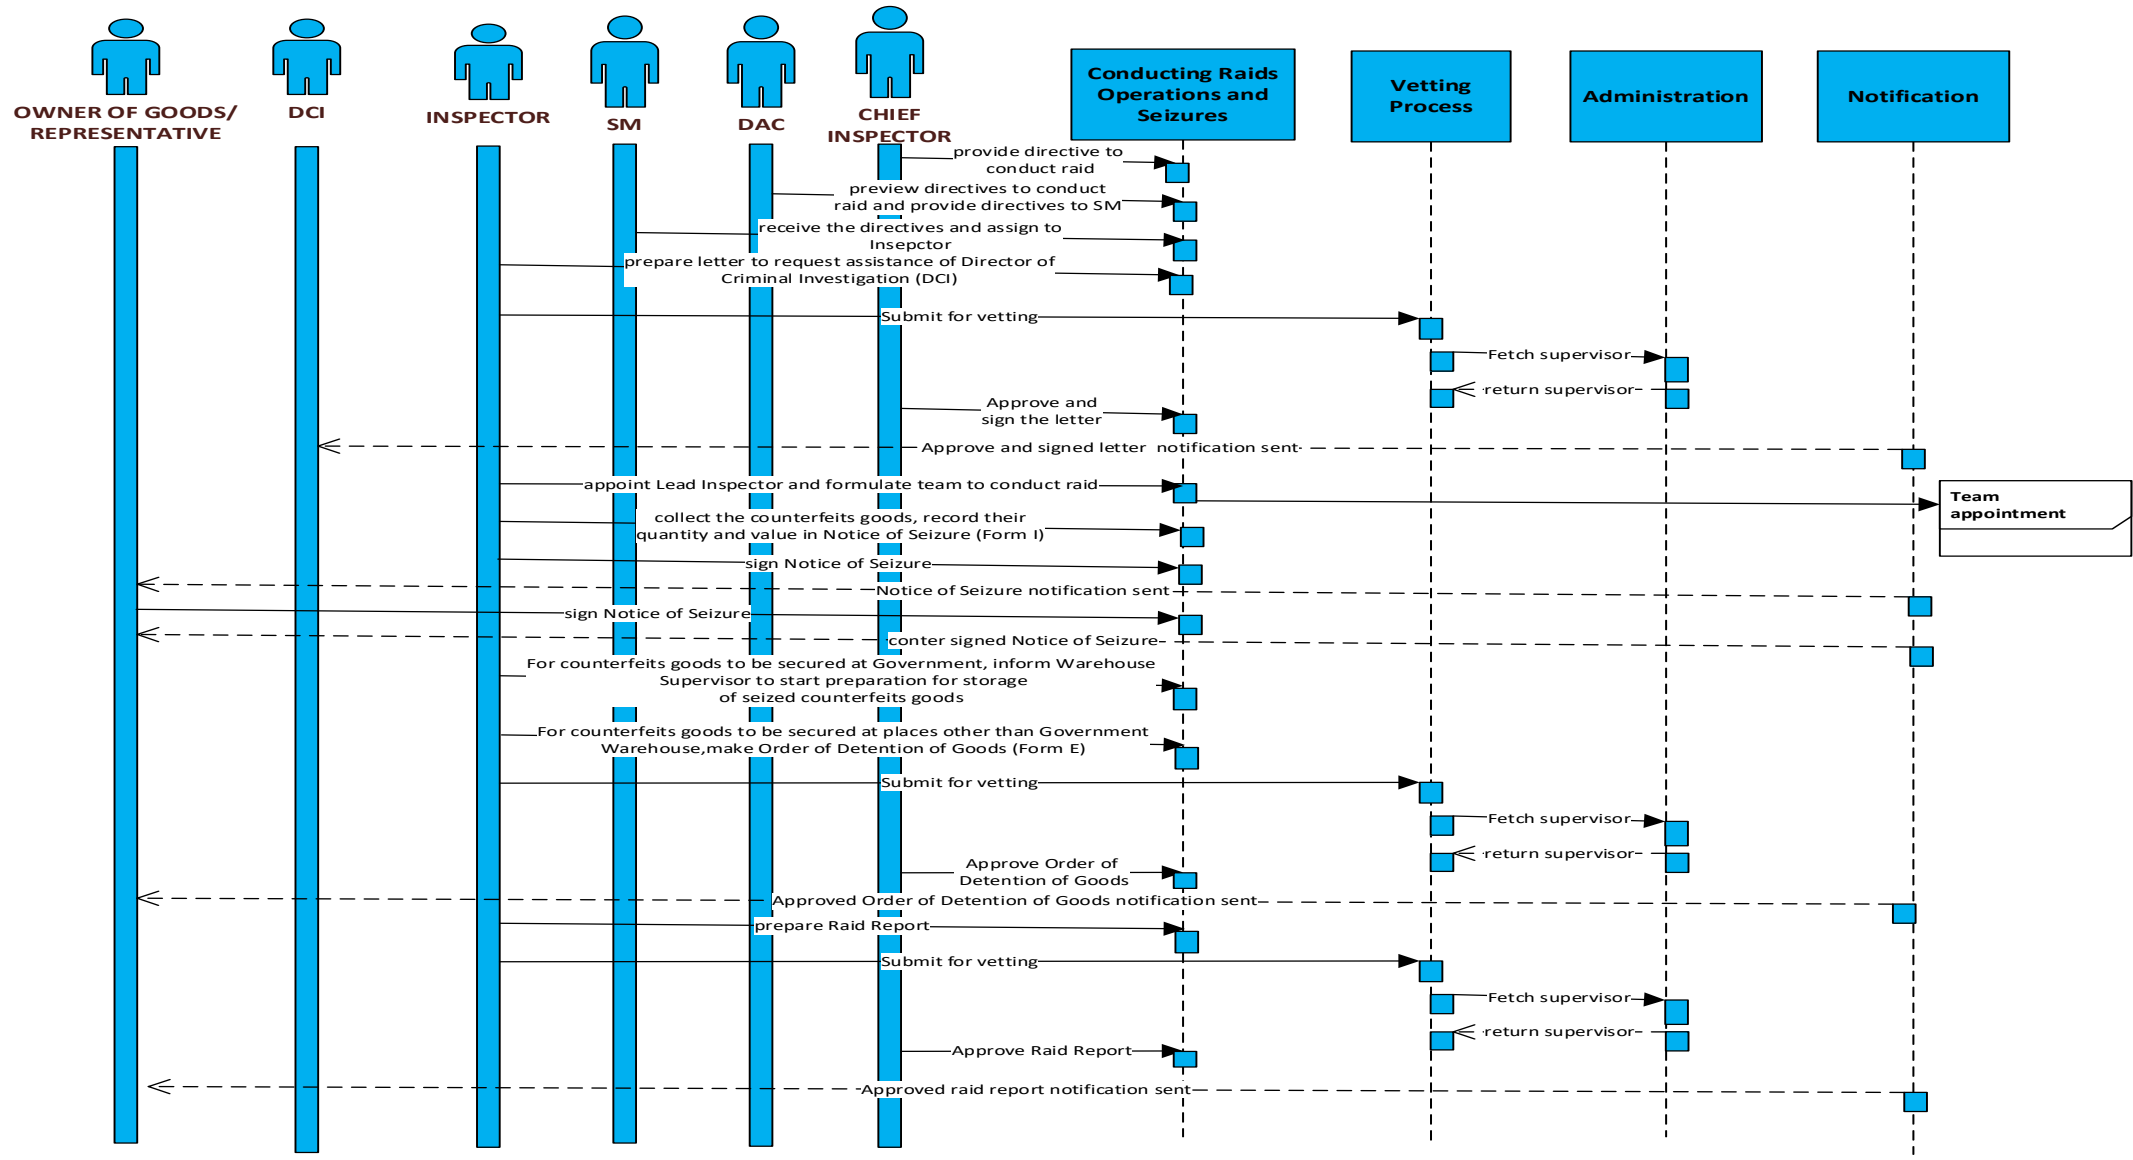 OWNER OF GOODS/
REPRESENTATIVE
DCI
INSPECTOR
SM
DAC
CHIEF
INSPECTOR
Conducting Raids
Operations and
Seizures
Vetting
Process
Administration
Notification
provide directive to
conduct raid
preview directives to conduct
raid and provide directives to SM
receive the directives and assign to
Insepctor
prepare letter to request assistance of Director of
Criminal Investigation (DCI)
Submit for vetting
Fetch supervisor
return supervisor
Approve and
sign the letter
Approve and signed letter notification sent
appoint Lead Inspector and formulate team to conduct raid
Team
appointment
collect the counterfeits goods, record their
quantity and value in Notice of Seizure (Form I)
sign Notice of Seizure
Notice of Seizure notification sent
sign Notice of Seizure
conter signed Notice of Seizure
For counterfeits goods to be secured at Government, inform Warehouse
Supervisor to start preparation for storage
of seized counterfeits goods
For counterfeits goods to be secured at places other than Government
Warehouse,make Order of Detention of Goods (Form E)
Submit for vetting
Fetch supervisor
return supervisor
Approve Order of
Detention of Goods
Approved Order of Detention of Goods notification sent
prepare Raid Report
Submit for vetting
Fetch supervisor
return supervisor
Approve Raid Report
Approved raid report notification sent